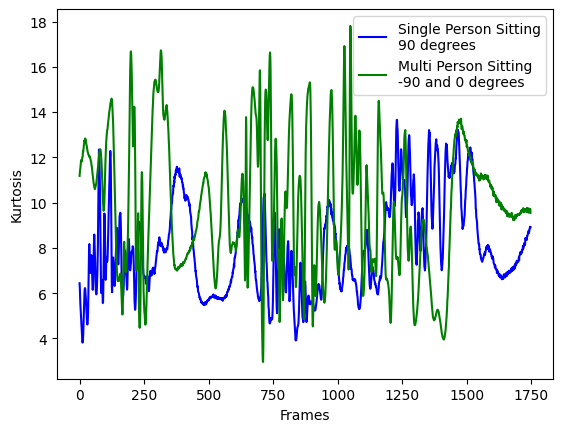 Single Person Sitting
90 degrees
Multi Person Sitting
-90 and 0 degrees
Kurtosis
18
16
14
12
10
8
6
4
0
250
500
750
1000
1250
1500
1750
Frames